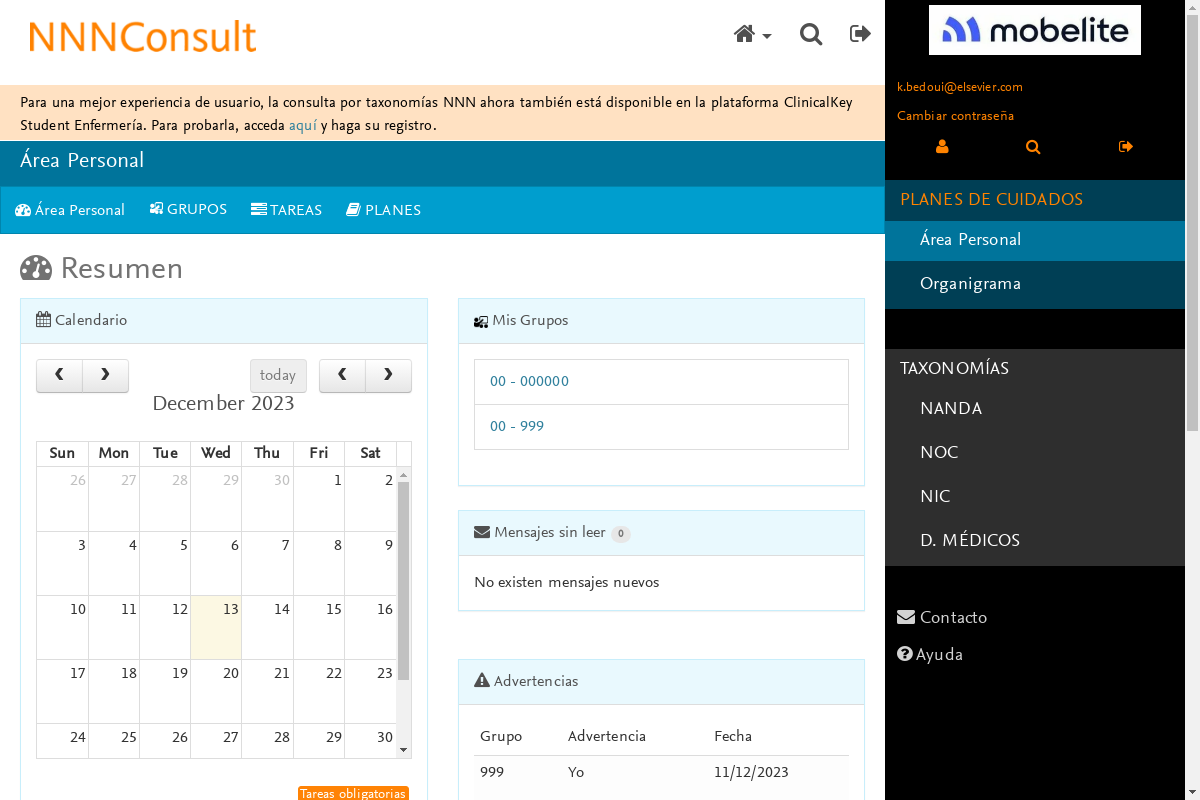 NNNConsult
mobelite
k.bedoui@elsevier.com
Cambiar contraseña
Para una mejor experiencia de usuario, la consulta por taxonomías NNN ahora también está disponible en la plataforma ClinicalKey
Student Enfermería. Para probarla, acceda aquí y haga su registro.
Área Personal
Área Personal GRUPOS TAREAS PLANES
PLANES DE CUIDADOS
Área Personal
Organigrama
TAXONOMÍAS
NANDA
NOC
NIC
D. MÉDICOS
Contacto
Ayuda
Resumen
Calendario
today
December 2023
Sun Mon Tue Wed Thu Fri Sat
26 27 28 29 30 1 2
3 4 5 6 7 8 9
10 11 12 13 14 15 16
17 18 19 20 21 22 23
24 25 26 27 28 29 30
Tareas obligatorias
Mis Grupos
00 - 000000
00 - 999
Mensajes sin leer 0
No existen mensajes nuevos
Advertencias
Grupo Advertencia Fecha
999 Yo 11/12/2023